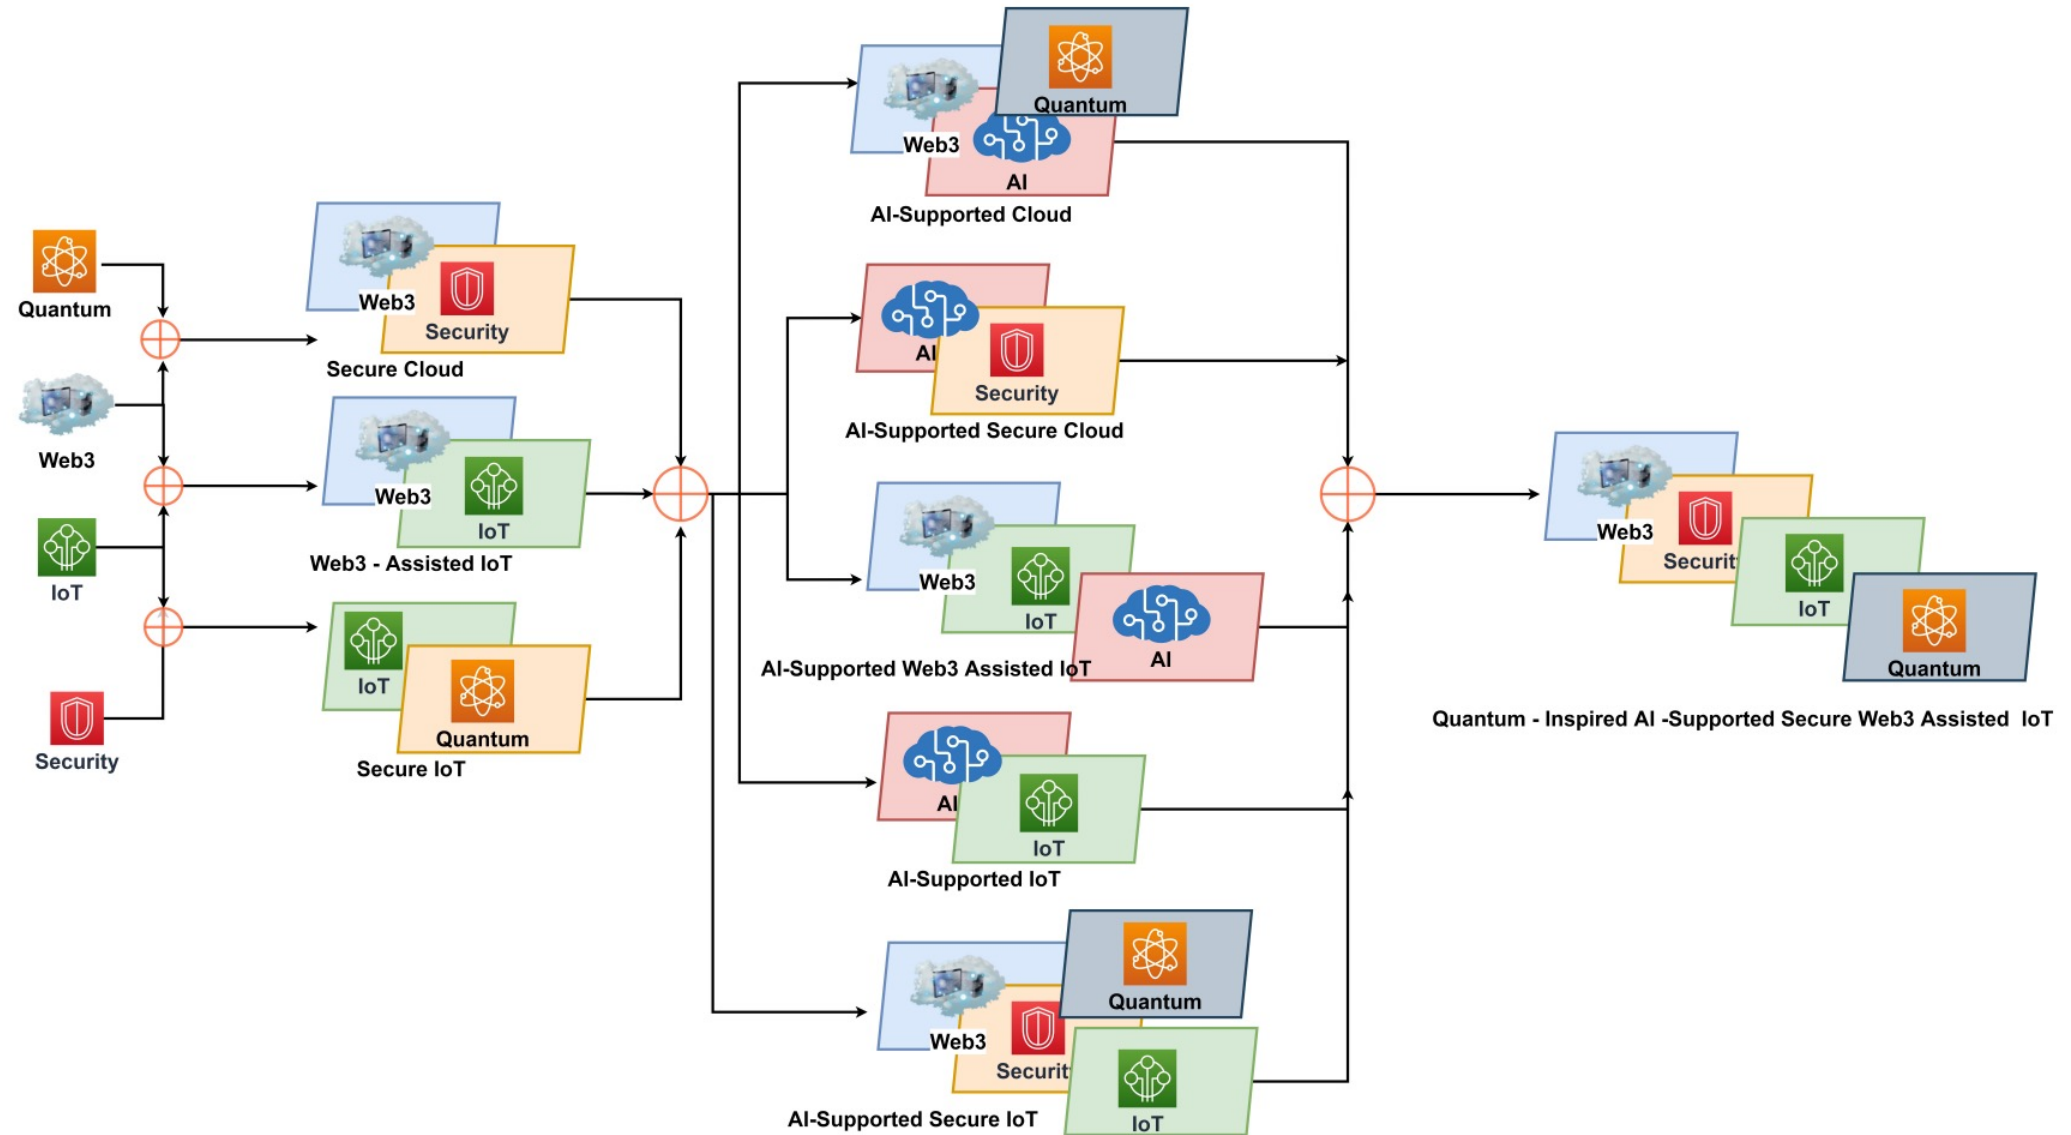 Quantum
Web3
IoT
Security
Web3
Security
Secure Cloud
Web3
IoT
Web3 - Assisted IoT
IoT
Quantum
Secure IoT
Quantum
Web3
AI
AI-Supported Cloud
AI
Security
AI-Supported Secure Cloud
Web3
IoT
AI
AI-Supported Web3 Assisted IoT
AI
IoT
AI-Supported IoT
Quantum
Web3
Securit
IoT
AI-Supported Secure IoT
Web3
Securit
IoT
Quantum
Quantum - Inspired AI -Supported Secure Web3 Assisted IoT